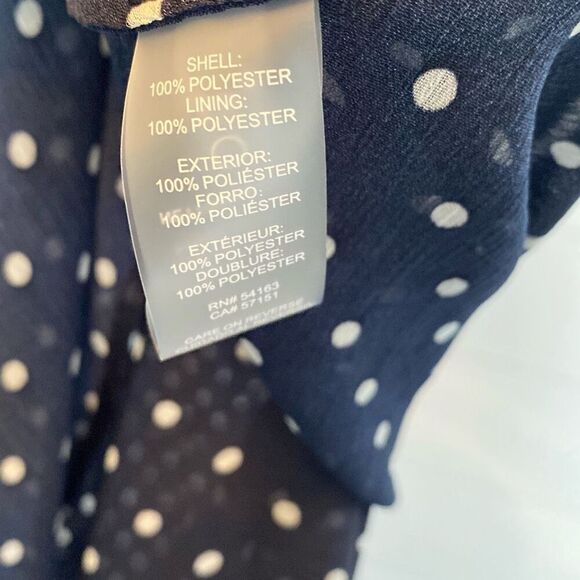 SHELL:
100% POLYESTER
LINING:
100% POLYESTER
EXTERIOR:
100% POLIÉSTER
FORRO:
100% POLIÉSTER
EXTÉRIEUR:
100% POLYESTER
DOUBLURE:
100% POLYESTER
RN# 54163
CA# 57151
CARE ON REVERSE